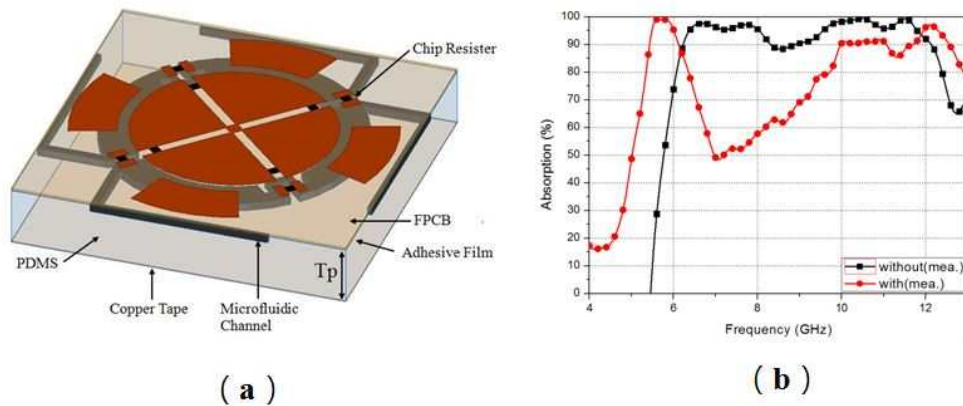 Chip Resister
FPCB
Adhesive Film
Tp
PDMS
Copper Tape
Microfluidic
Channel
( a )
b)
100
90
80
70
60
50
40
30
20
10
0
Absorption (%)
without(mea.)
with(mea.)
4 6 8 10 12
Frequency (GHz)
( b )